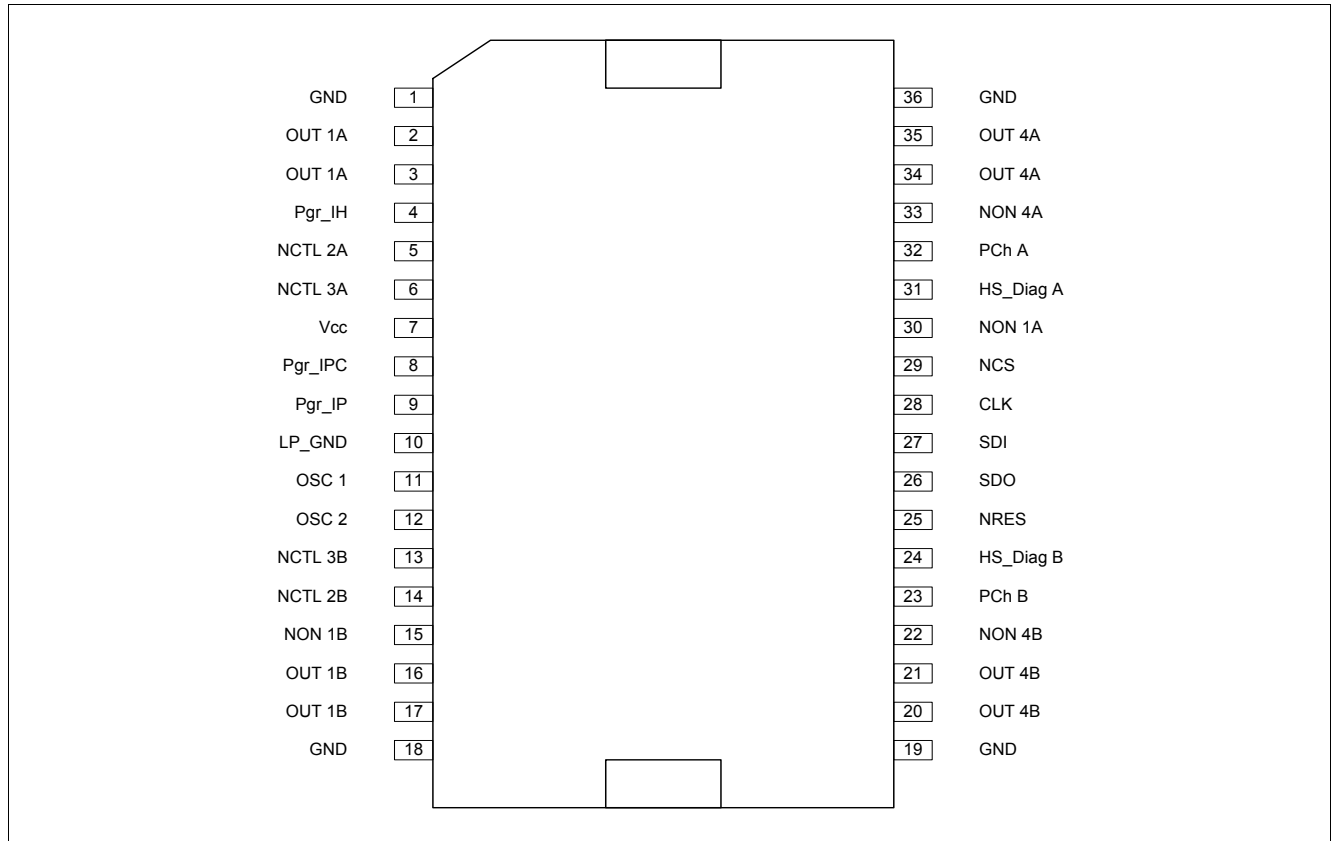 GND 1 36 GND
OUT 1A 2 35 OUT 4A
OUT 1A 3 34 OUT 4A
Pgr_IH 4 33 NON 4A
NCTL 2A 5 32 PCh A
NCTL 3A 6 31 HS_Diag A
Vcc 7 30 NON 1A
Pgr_IPC 8 29 NCS
Pgr_IP 9 28 CLK
LP_GND 10 27 SDI
OSC 1 11 26 SDO
OSC 2 12 25 NRES
NCTL 3B 13 24 HS_Diag B
NCTL 2B 14 23 PCh B
NON 1B 15 22 NON 4B
OUT 1B 16 21 OUT 4B
OUT 1B 17 20 OUT 4B
GND 18 19 GND